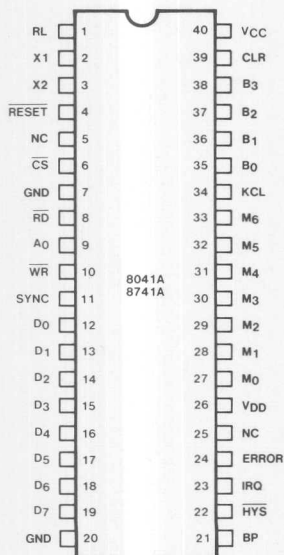 RL 1 40 VCC
X1 2 39 CLR
X2 3 38 B3
RESET 4 37 B2
NC 5 36 B1
CS 6 35 B0
GND 7 34 KCL
RD 8 33 M6
A0 9 32 M5
WR 10 31 M4
8041A
8741A
SYNC 11 30 M3
D0 12 29 M2
D1 13 28 M1
D2 14 27 M0
D3 15 26 VDD
D4 16 25 NC
D5 17 24 ERROR
D6 18 23 IRQ
D7 19 22 HYS
GND 20 21 BP